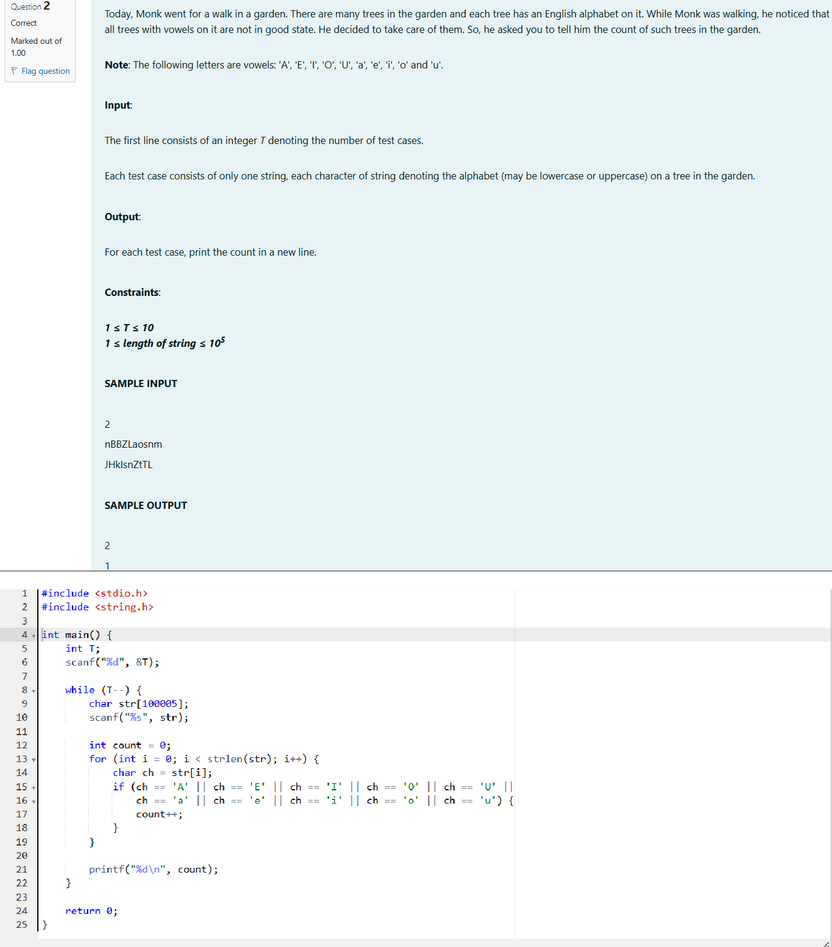 Question 2
Correct
Marked out of
1.00
Flag question
Today, Monk went for a walk in a garden. There are many trees in the garden and each tree has an English alphabet on it. While Monk was walking, he noticed that
all trees with vowels on it are not in good state. He decided to take care of them. So, he asked you to tell him the count of such trees in the garden.
Note: The following letters are vowels: 'A', 'E', 'I', 'O', 'U', 'a', 'e', 'i', 'o' and 'u'.
Input:
The first line consists of an integer T denoting the number of test cases.
Each test case consists of only one string, each character of string denoting the alphabet (may be lowercase or uppercase) on a tree in the garden.
Output:
For each test case, print the count in a new line.
Constraints:
1 ≤ T ≤ 10
1 ≤ length of string ≤ 10⁵
SAMPLE INPUT
2
nBBZLaosnm
JHkIsnZtTL
SAMPLE OUTPUT
2
1
1 #include <stdio.h>
2 #include <string.h>
3
4 int main() {
5     int T;
6     scanf("%d", &T);
7
8     while (T--) {
9         char str[100005];
10         scanf("%s", str);
11
12         int count = 0;
13         for (int i = 0; i < strlen(str); i++) {
14             char ch = str[i];
15             if (ch == 'A' || ch == 'E' || ch == 'I' || ch == 'O' || ch == 'U' ||
16                 ch == 'a' || ch == 'e' || ch == 'i' || ch == 'o' || ch == 'u') {
17                 count++;
18             }
19         }
20
21         printf("%d\n", count);
22     }
23
24     return 0;
25 }